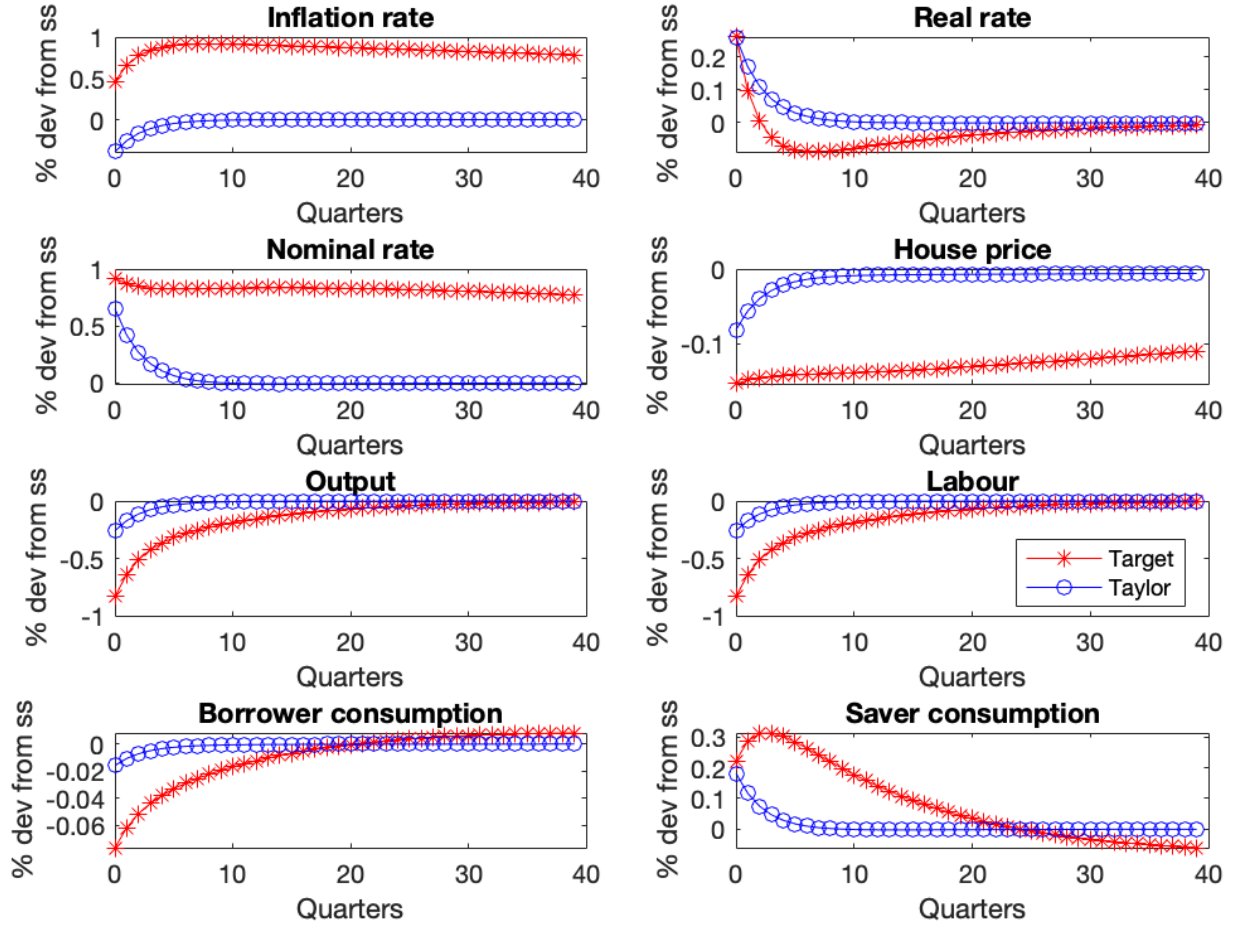 Inflation rate
% dev from ss
1
0.5
0
0 10 20 30 40
Quarters
Real rate
% dev from ss
0.2
0.1
0
0 10 20 30 40
Quarters
Nominal rate
% dev from ss
1
0.5
0
0 10 20 30 40
Quarters
House price
% dev from ss
0
-0.1
0 10 20 30 40
Quarters
Output
% dev from ss
0
-0.5
-1
0 10 20 30 40
Quarters
Labour
% dev from ss
0
-0.5
-1
Target
Taylor
0 10 20 30 40
Quarters
Borrower consumption
% dev from ss
0
-0.02
-0.04
-0.06
0 10 20 30 40
Quarters
Saver consumption
% dev from ss
0.3
0.2
0.1
0
0 10 20 30 40
Quarters